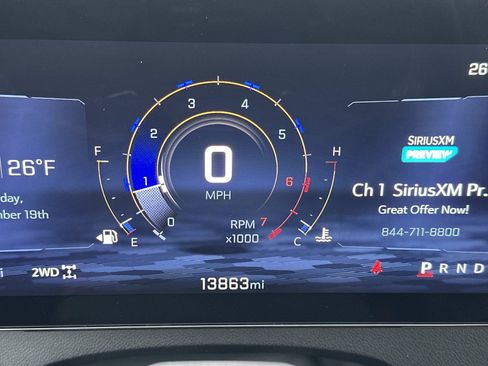 26
3 4
2 5
SIRIUSXM
PREVIEW
F H
26°F
0
1 6
Ch 1 SiriusXM Pr..
MPH
day,
Great Offer Now!
mber 19th
0 RPM 7
x1000
844-711-8800
E C
i 2WD
13863mi
P R N D